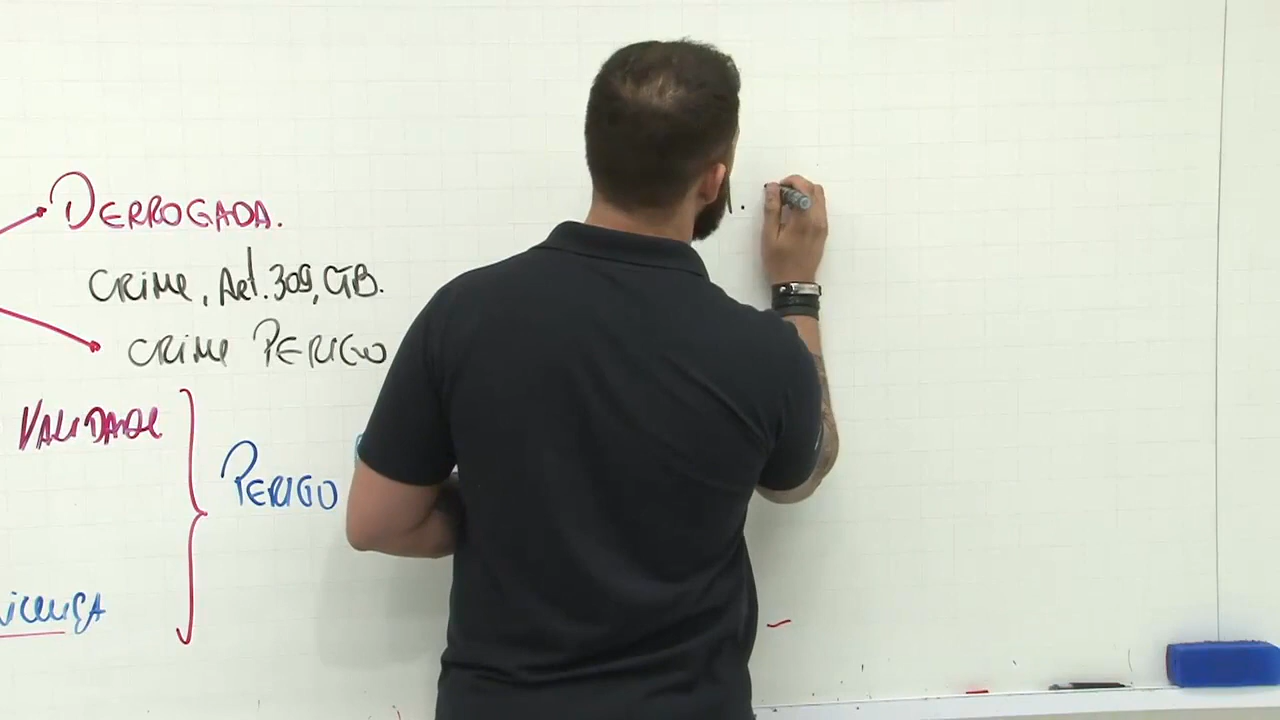 DERROGADA.
CRIME, Art. 309, CTB.
CRIME PERIGO
VALIDADE
PERIGO